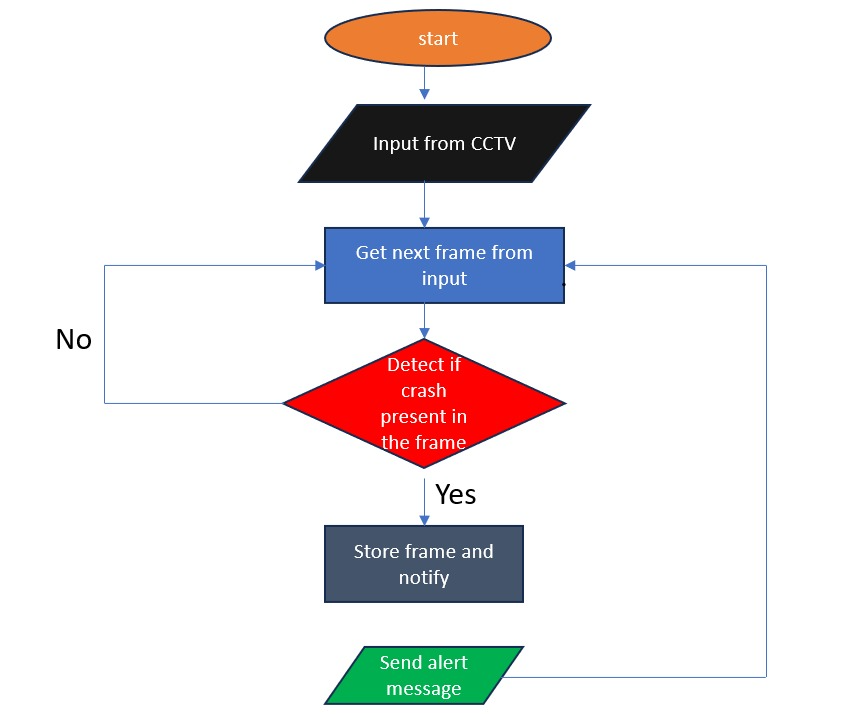 start
Input from CCTV
Get next frame from
input
No
Detect if
crash
present in
the frame
Yes
Store frame and
notify
Send alert
message